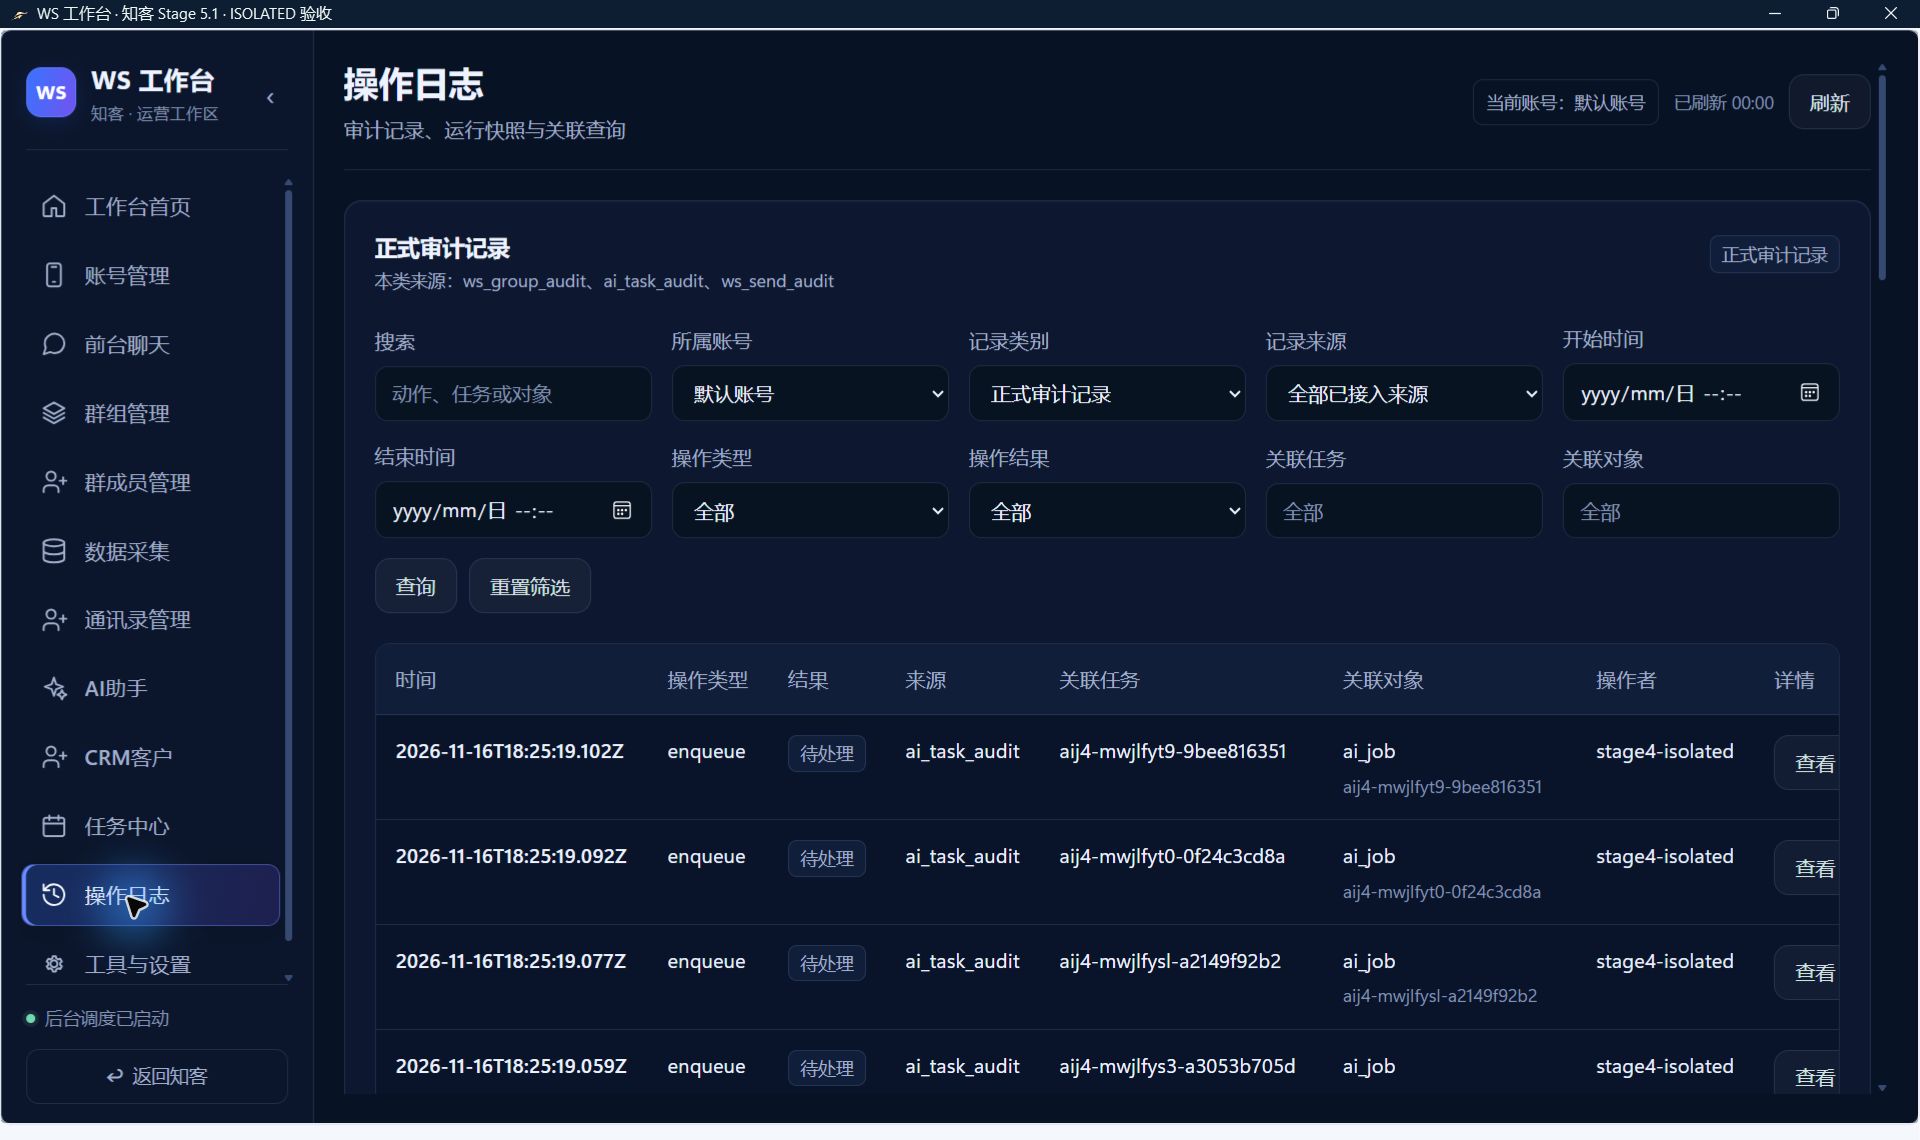 WS 工作台 · 知客 Stage 5.1 · ISOLATED 验收
WS
WS 工作台
知客 · 运营工作区
工作台首页
账号管理
前台聊天
群组管理
群成员管理
数据采集
通讯录管理
AI助手
CRM客户
任务中心
操作日志
工具与设置
后台调度已启动
返回知客
操作日志
审计记录、运行快照与关联查询
当前账号：默认账号
已刷新 00:00
刷新
正式审计记录
本类来源：ws_group_audit、ai_task_audit、ws_send_audit
正式审计记录
搜索
所属账号
记录类别
记录来源
开始时间
动作、任务或对象
默认账号
正式审计记录
全部已接入来源
yyyy/mm/日 --:--
结束时间
操作类型
操作结果
关联任务
关联对象
yyyy/mm/日 --:--
全部
全部
全部
全部
查询
重置筛选
时间 操作类型 结果 来源 关联任务 关联对象 操作者 详情
2026-11-16T18:25:19.102Z enqueue 待处理 ai_task_audit aij4-mwjlfyt9-9bee816351 ai_job stage4-isolated 查看
aij4-mwjlfyt9-9bee816351
2026-11-16T18:25:19.092Z enqueue 待处理 ai_task_audit aij4-mwjlfyt0-0f24c3cd8a ai_job stage4-isolated 查看
aij4-mwjlfyt0-0f24c3cd8a
2026-11-16T18:25:19.077Z enqueue 待处理 ai_task_audit aij4-mwjlfysl-a2149f92b2 ai_job stage4-isolated 查看
aij4-mwjlfysl-a2149f92b2
2026-11-16T18:25:19.059Z enqueue 待处理 ai_task_audit aij4-mwjlfys3-a3053b705d ai_job stage4-isolated 查看